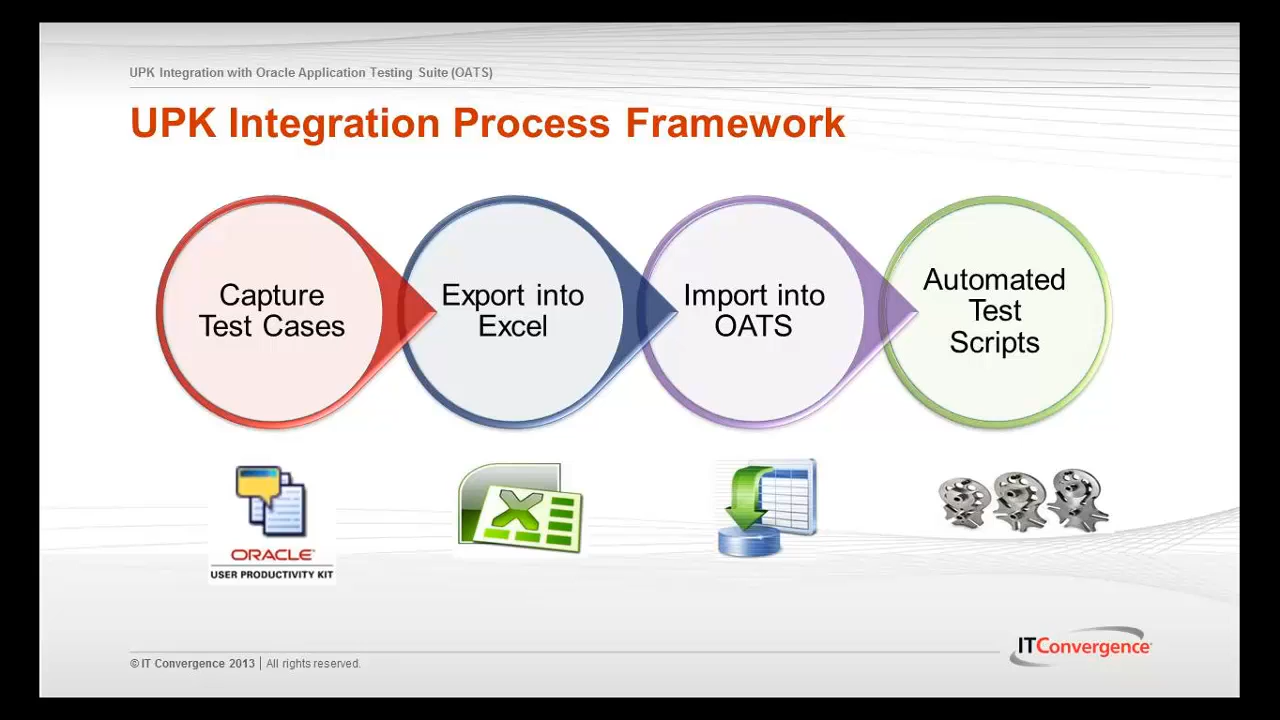 UPK Integration with Oracle Application Testing Suite (OATS)
UPK Integration Process Framework
Capture
Test Cases
Export into
Excel
Import into
OATS
Automated
Test
Scripts
ORACLE
USER PRODUCTIVITY KIT
© IT Convergence 2013 | All rights reserved.
ITConvergence